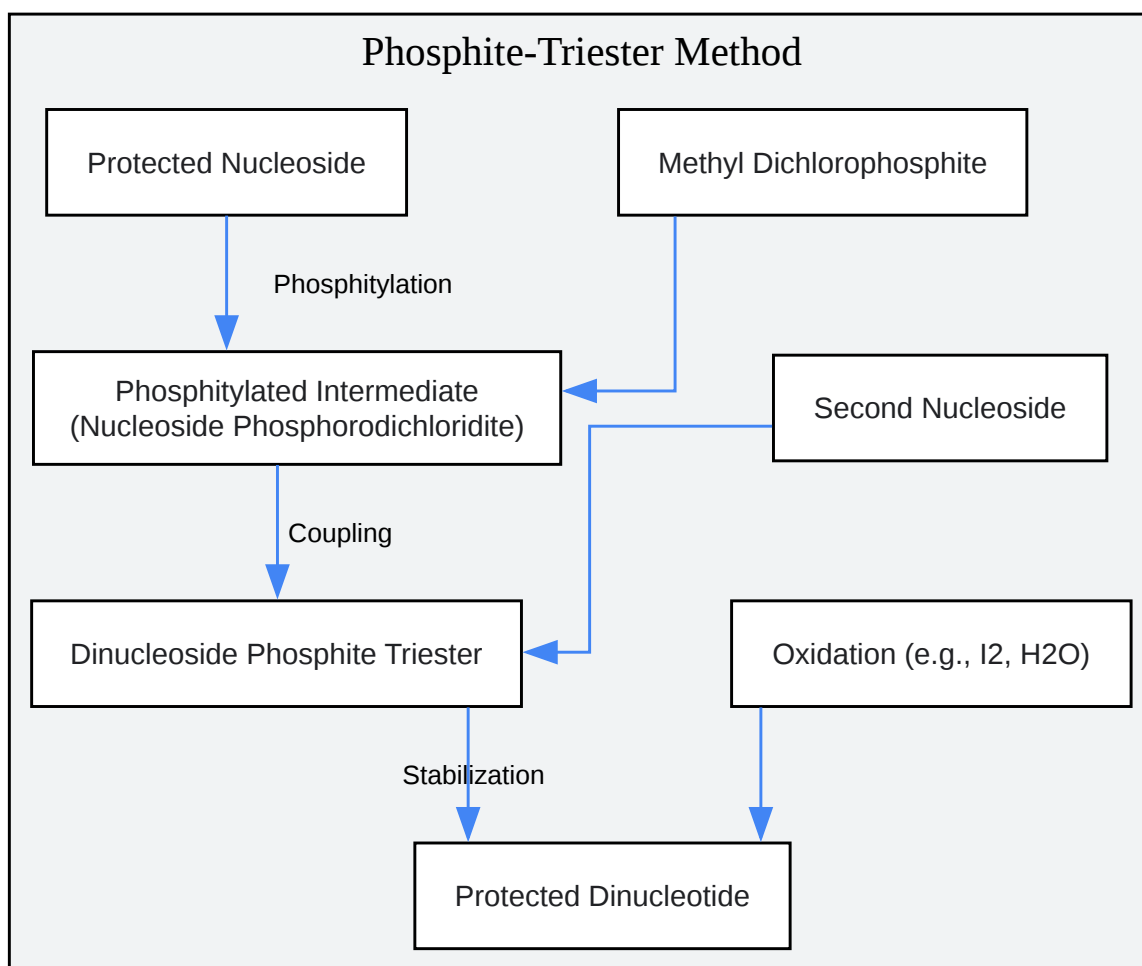 Phosphite-Triester Method
Protected Nucleoside
Methyl Dichlorophosphite
Phosphitylation
Phosphitylated Intermediate
(Nucleoside Phosphorodichloridite)
Second Nucleoside
Coupling
Dinucleoside Phosphite Triester
Oxidation (e.g., I2, H2O)
Stabilization
Protected Dinucleotide